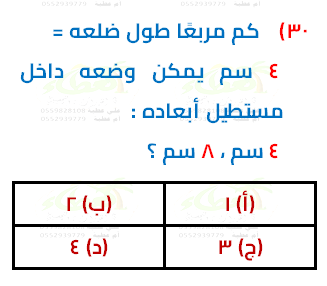 ٣٠) كم مربعًا طول ضلعه =
٤ سم يمكن وضعه داخل
مستطيل أبعاده :
٤ سم ، ٨ سم ؟
(أ) ١ (ب) ٢
(ج) ٣ (د) ٤